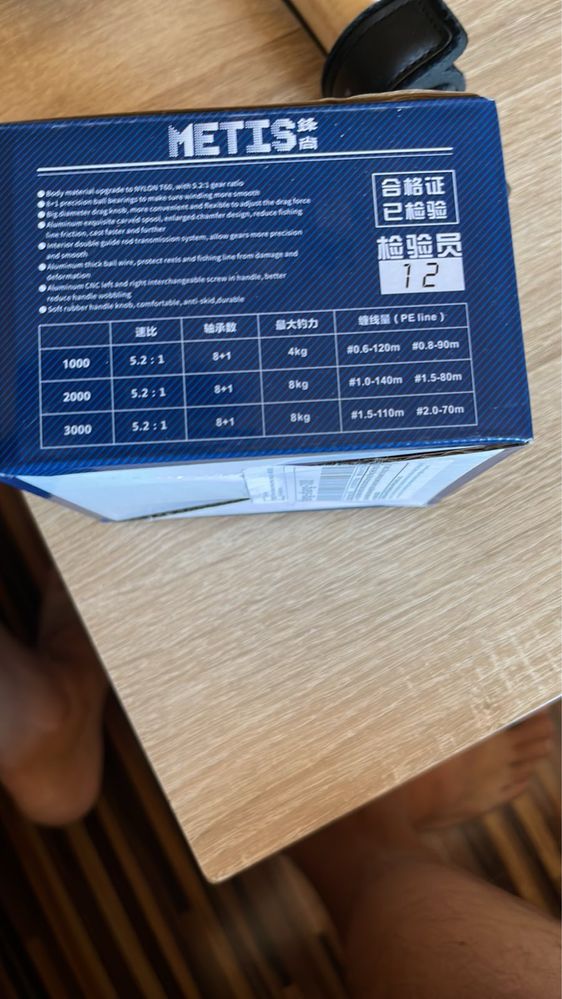 METIS 鋒尚
Body material upgrade to NYLON T60, with 5.2:1 gear ratio
8+1 precision ball bearings to make sure winding more smooth
Big diameter drag knob, more convenient and flexible to adjust the drag force
Aluminum exquisite carved spool, enlarged chamfer design, reduce fishing
line friction, cast faster and further
Interior double guide rod transmission system, allow gears more precision
and smooth
Aluminum thick bail wire, protect reels and fishing line from damage and
deformation
Aluminum CNC left and right interchangeable screw in handle, better
reduce handle wobbling
Soft rubber handle knob, comfortable, anti-skid,durable
合格证
已检验
检验员
12
速比 轴承数 最大钓力 缠线量 ( PE line )
1000 5.2 : 1 8+1 4kg #0.6-120m #0.8-90m
2000 5.2 : 1 8+1 8kg #1.0-140m #1.5-80m
3000 5.2 : 1 8+1 8kg #1.5-110m #2.0-70m